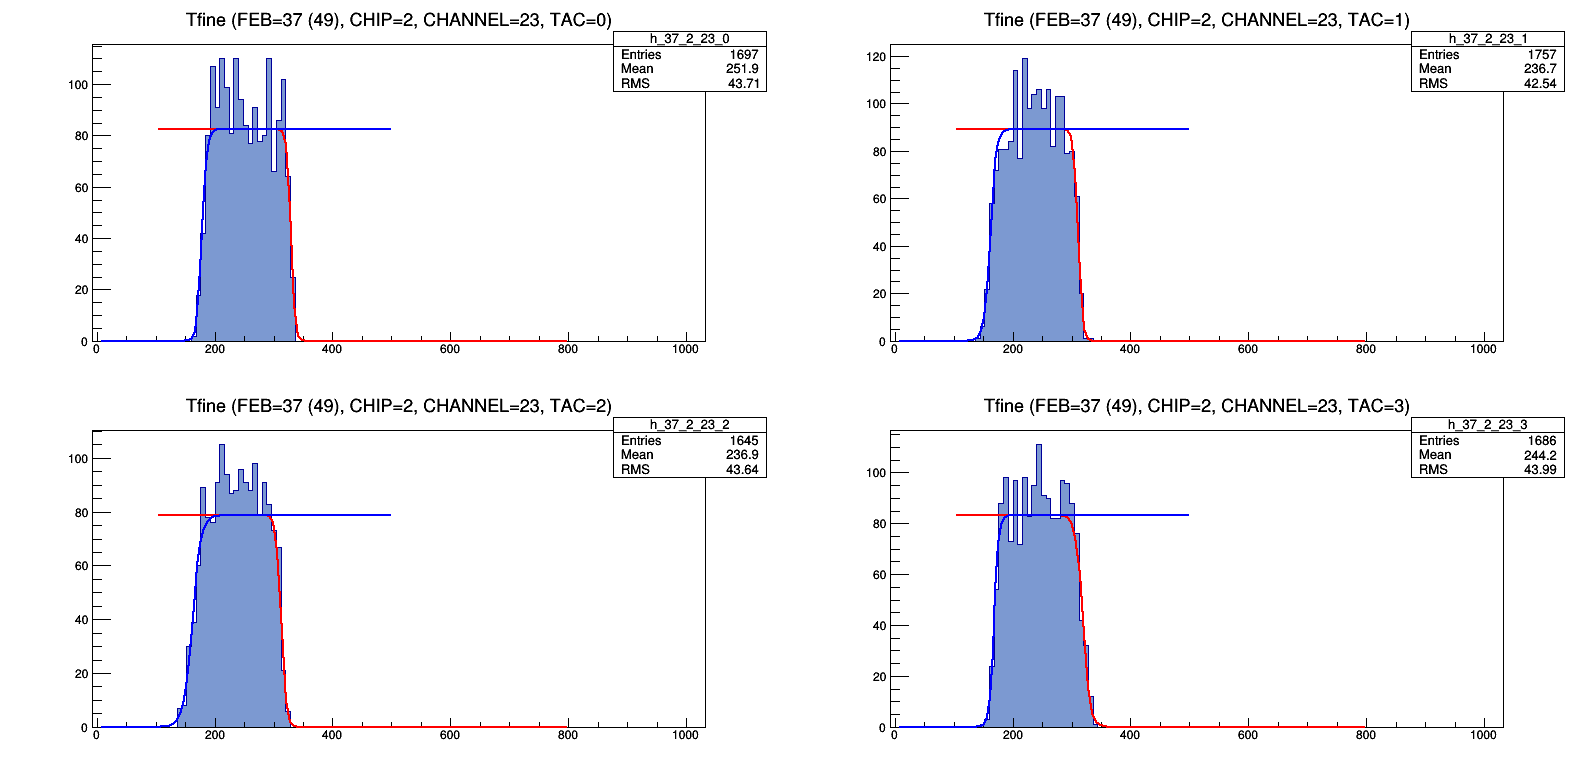 Tfine (FEB=37 (49), CHIP=2, CHANNEL=23, TAC=0)
h_37_2_23_0
Entries 1697
Mean 251.9
RMS 43.71
100
80
60
40
20
0
0 200 400 600 800 1000
Tfine (FEB=37 (49), CHIP=2, CHANNEL=23, TAC=1)
h_37_2_23_1
Entries 1757
Mean 236.7
RMS 42.54
120
100
80
60
40
20
0
0 200 400 600 800 1000
Tfine (FEB=37 (49), CHIP=2, CHANNEL=23, TAC=2)
h_37_2_23_2
Entries 1645
Mean 236.9
RMS 43.64
100
80
60
40
20
0
0 200 400 600 800 1000
Tfine (FEB=37 (49), CHIP=2, CHANNEL=23, TAC=3)
h_37_2_23_3
Entries 1686
Mean 244.2
RMS 43.99
100
80
60
40
20
0
0 200 400 600 800 1000